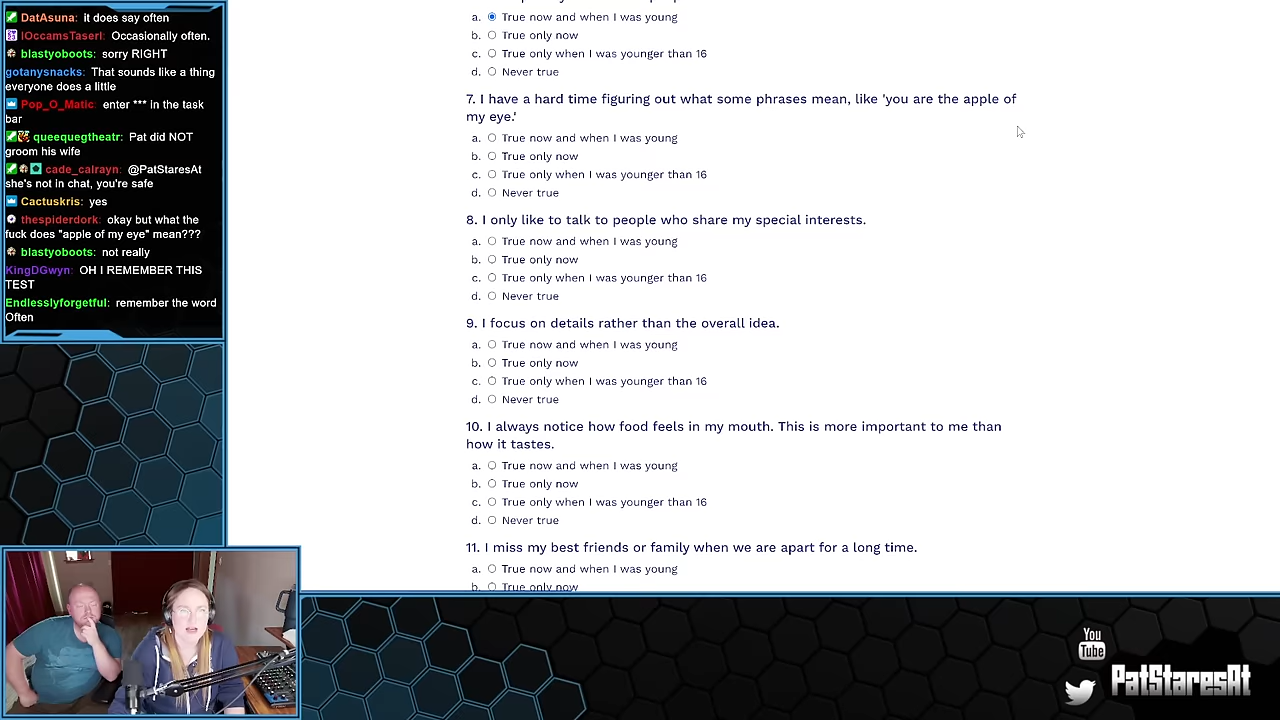 DatAsuna: it does say often
IOccamsTaserI: Occasionally often.
blastyoboots: sorry RIGHT
gotanysnacks: That sounds like a thing
everyone does a little
Pop_O_Matic: enter *** in the task
bar
queequegtheatr: Pat did NOT
groom his wife
cade_calrayn: @PatStaresAt
she's not in chat, you're safe
Cactuskris: yes
thespiderdork: okay but what the
fuck does "apple of my eye" mean???
blastyoboots: not really
KingDGwyn: OH I REMEMBER THIS
TEST
Endlesslyforgetful: remember the word
Often
a. True now and when I was young
b. True only now
c. True only when I was younger than 16
d. Never true
7. I have a hard time figuring out what some phrases mean, like 'you are the apple of
my eye.'
a. True now and when I was young
b. True only now
c. True only when I was younger than 16
d. Never true
8. I only like to talk to people who share my special interests.
a. True now and when I was young
b. True only now
c. True only when I was younger than 16
d. Never true
9. I focus on details rather than the overall idea.
a. True now and when I was young
b. True only now
c. True only when I was younger than 16
d. Never true
10. I always notice how food feels in my mouth. This is more important to me than
how it tastes.
a. True now and when I was young
b. True only now
c. True only when I was younger than 16
d. Never true
11. I miss my best friends or family when we are apart for a long time.
a. True now and when I was young
b. True only now
You
Tube
PatStaresAt